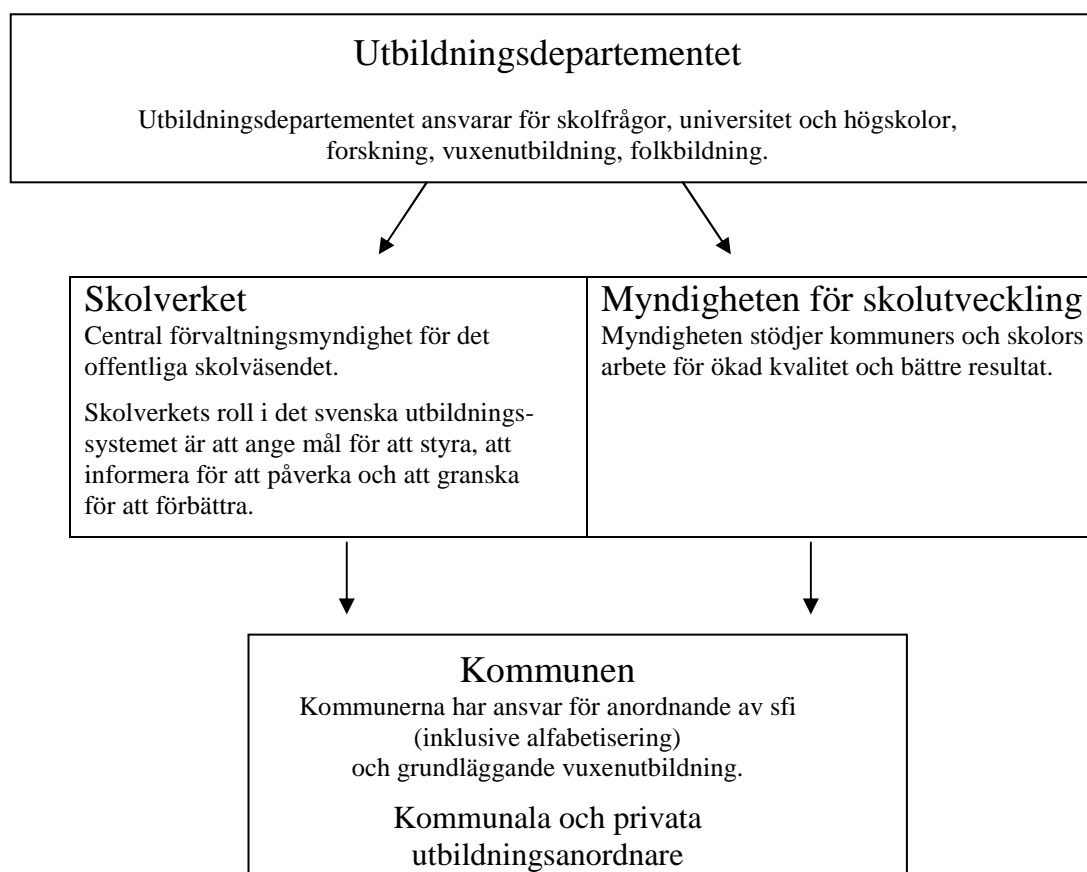 Utbildningsdepartementet
Utbildningsdepartementet ansvarar för skolfrågor, universitet och högskolor,
forskning, vuxenutbildning, folkbildning.
Skolverket
Central förvaltningsmyndighet för det
offentliga skolväsendet.
Skolverkets roll i det svenska utbildnings-
systemet är att ange mål för att styra, att
informera för att påverka och att granska
för att förbättra.
Myndigheten för skolutveckling
Myndigheten stödjer kommuners och skolors
arbete för ökad kvalitet och bättre resultat.
Kommunen
Kommunerna har ansvar för anordnande av sfi
(inklusive alfabetisering)
och grundläggande vuxenutbildning.
Kommunala och privata
utbildningsanordnare